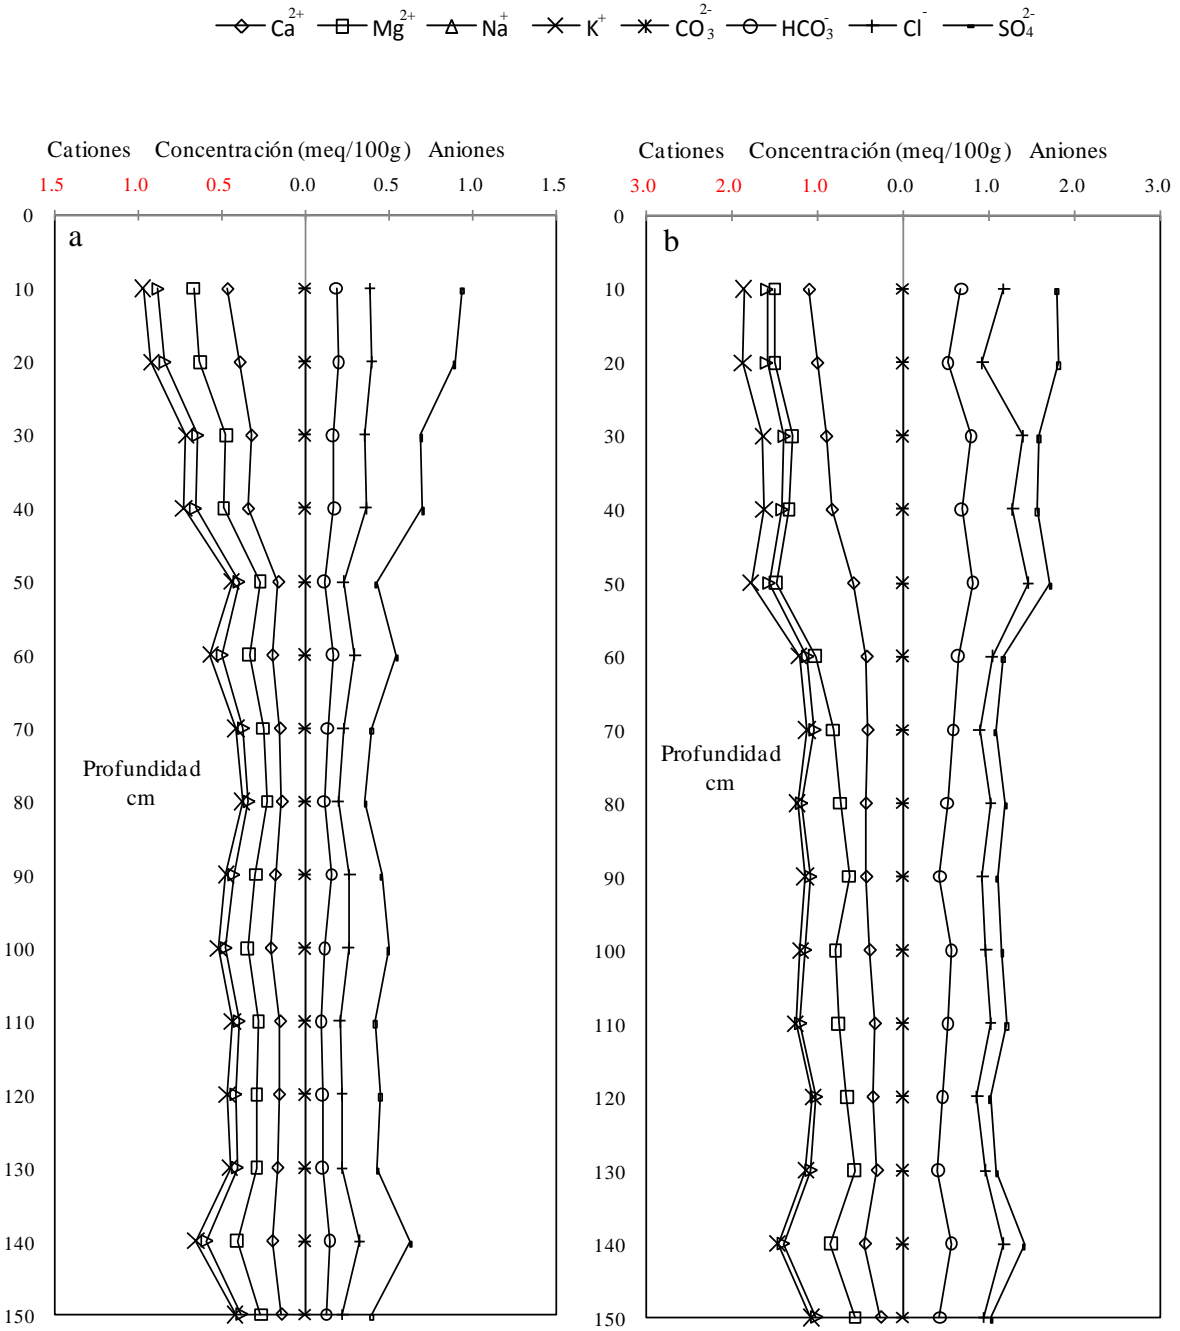 Ca2+ Mg2+ Na+ K+ CO32- HCO3- Cl- SO42-
Cationes Concentración (meq/100g) Aniones
1.5 1.0 0.5 0.0 0.5 1.0 1.5
0
a
10
20
30
40
50
60
70
Profundidad
cm
80
90
100
110
120
130
140
150
Cationes Concentración (meq/100g) Aniones
3.0 2.0 1.0 0.0 1.0 2.0 3.0
0
b
10
20
30
40
50
60
70
Profundidad
cm
80
90
100
110
120
130
140
150